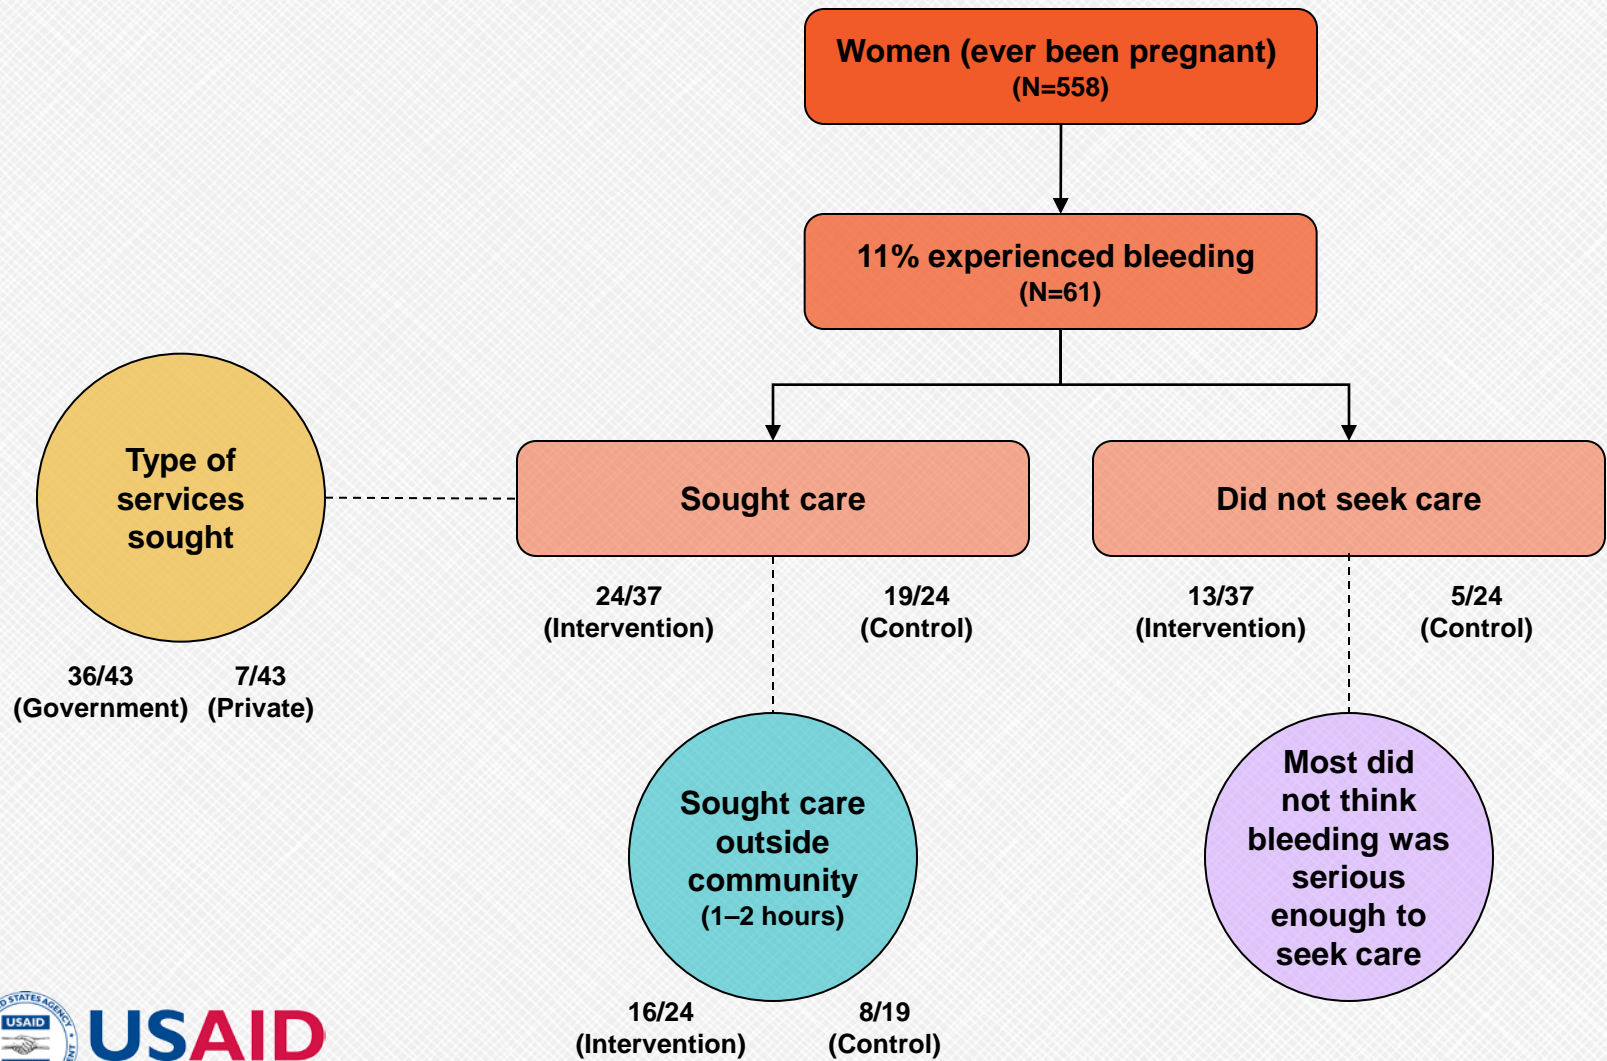 Women (ever been pregnant)
(N=558)
11% experienced bleeding
(N=61)
Type of
services
sought
36/43
(Government)
7/43
(Private)
Sought care
24/37
(Intervention)
19/24
(Control)
Did not seek care
13/37
(Intervention)
5/24
(Control)
Sought care
outside
community
(1–2 hours)
16/24
(Intervention)
8/19
(Control)
Most did
not think
bleeding was
serious
enough to
seek care
USAID
USAID